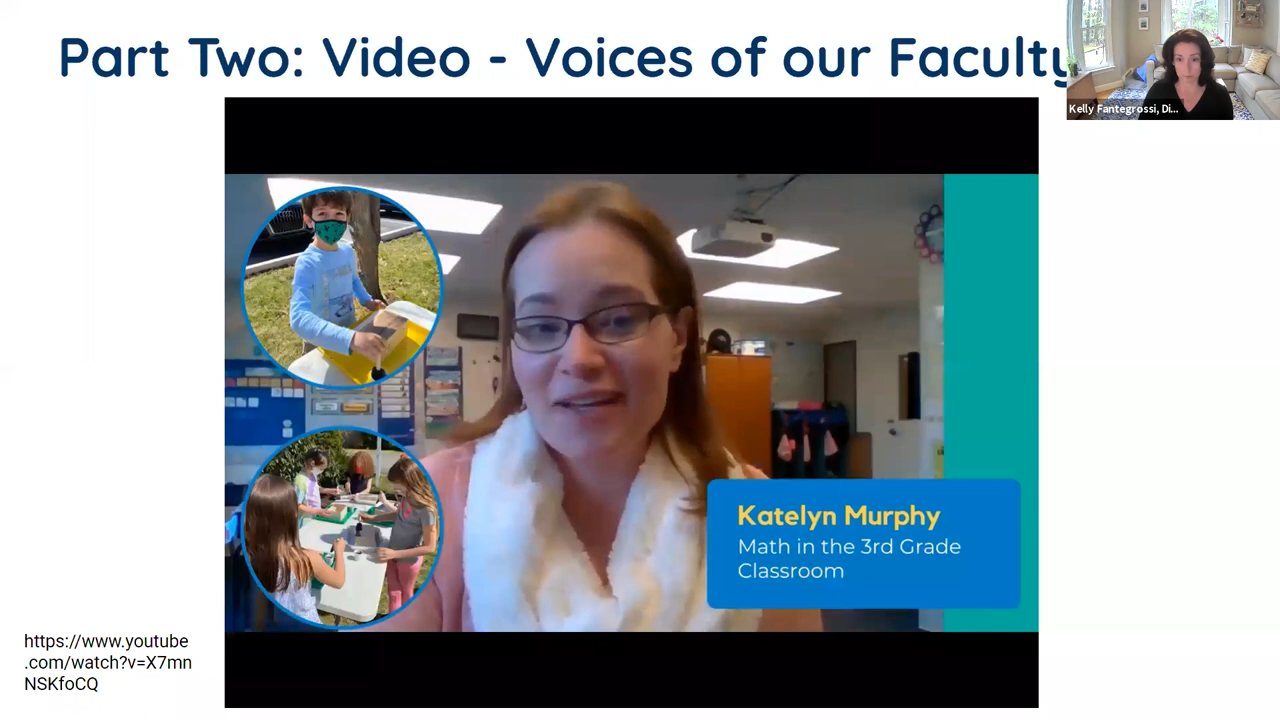 Part Two: Video - Voices of our Faculty
Kelly Fantegrossi, Di...
Katelyn Murphy
Math in the 3rd Grade
Classroom
https://www.youtube
.com/watch?v=X7mn
NSKfoCQ